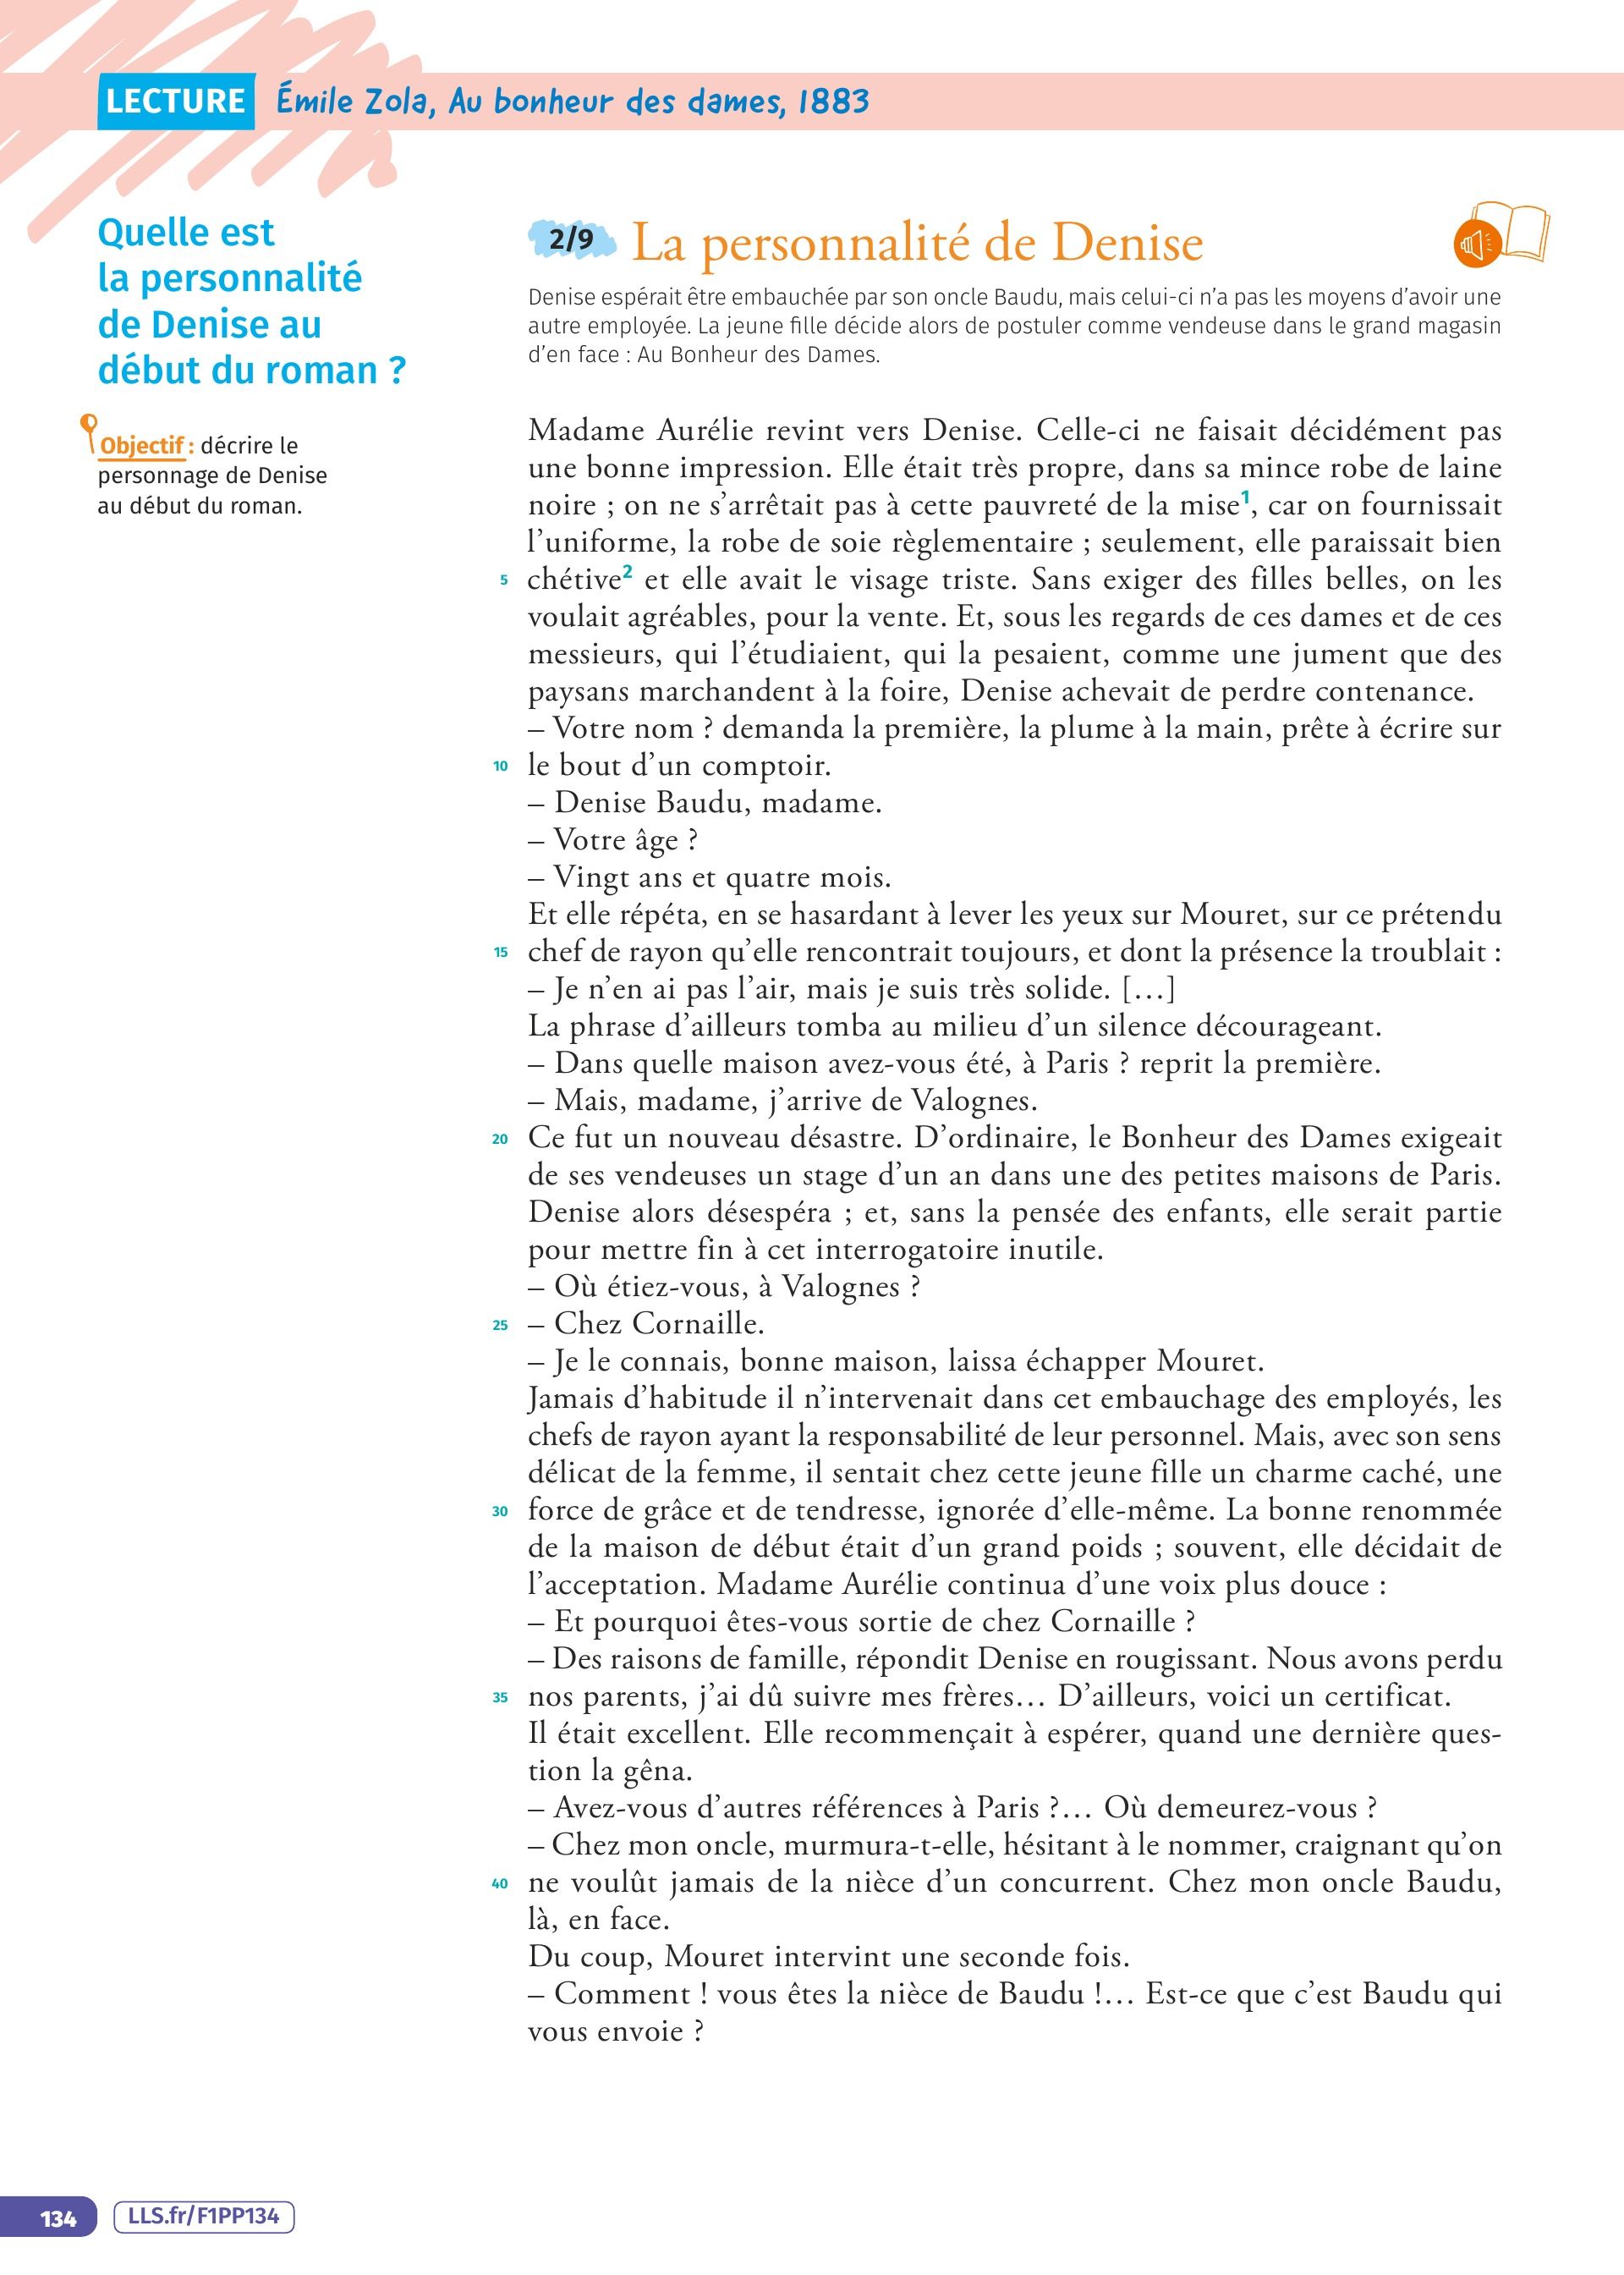 LECTURE Émile Zola, Au bonheur des dames, 1883
Quelle est
la personnalité
de Denise au
début du roman ?
Objectif : décrire le
personnage de Denise
au début du roman.
2/9 La personnalité de Denise
Denise espérait être embauchée par son oncle Baudu, mais celui-ci n’a pas les moyens d’avoir une
autre employée. La jeune fille décide alors de postuler comme vendeuse dans le grand magasin
d’en face : Au Bonheur des Dames.
Madame Aurélie revint vers Denise. Celle-ci ne faisait décidément pas
une bonne impression. Elle était très propre, dans sa mince robe de laine
noire ; on ne s’arrêtait pas à cette pauvreté de la mise1, car on fournissait
l’uniforme, la robe de soie règlementaire ; seulement, elle paraissait bien
5 chétive2 et elle avait le visage triste. Sans exiger des filles belles, on les
voulait agréables, pour la vente. Et, sous les regards de ces dames et de ces
messieurs, qui l’étudiaient, qui la pesaient, comme une jument que des
paysans marchandent à la foire, Denise achevait de perdre contenance.
– Votre nom ? demanda la première, la plume à la main, prête à écrire sur
10 le bout d’un comptoir.
– Denise Baudu, madame.
– Votre âge ?
– Vingt ans et quatre mois.
Et elle répéta, en se hasardant à lever les yeux sur Mouret, sur ce prétendu
15 chef de rayon qu’elle rencontrait toujours, et dont la présence la troublait :
– Je n’en ai pas l’air, mais je suis très solide. […]
La phrase d’ailleurs tomba au milieu d’un silence décourageant.
– Dans quelle maison avez-vous été, à Paris ? reprit la première.
– Mais, madame, j’arrive de Valognes.
20 Ce fut un nouveau désastre. D’ordinaire, le Bonheur des Dames exigeait
de ses vendeuses un stage d’un an dans une des petites maisons de Paris.
Denise alors désespéra ; et, sans la pensée des enfants, elle serait partie
pour mettre fin à cet interrogatoire inutile.
– Où étiez-vous, à Valognes ?
25 – Chez Cornaille.
– Je le connais, bonne maison, laissa échapper Mouret.
Jamais d’habitude il n’intervenait dans cet embauchage des employés, les
chefs de rayon ayant la responsabilité de leur personnel. Mais, avec son sens
délicat de la femme, il sentait chez cette jeune fille un charme caché, une
30 force de grâce et de tendresse, ignorée d’elle-même. La bonne renommée
de la maison de début était d’un grand poids ; souvent, elle décidait de
l’acceptation. Madame Aurélie continua d’une voix plus douce :
– Et pourquoi êtes-vous sortie de chez Cornaille ?
– Des raisons de famille, répondit Denise en rougissant. Nous avons perdu
35 nos parents, j’ai dû suivre mes frères… D’ailleurs, voici un certificat.
Il était excellent. Elle recommençait à espérer, quand une dernière ques-
tion la gêna.
– Avez-vous d’autres références à Paris ?… Où demeurez-vous ?
– Chez mon oncle, murmura-t-elle, hésitant à le nommer, craignant qu’on
40 ne voulût jamais de la nièce d’un concurrent. Chez mon oncle Baudu,
là, en face.
Du coup, Mouret intervint une seconde fois.
– Comment ! vous êtes la nièce de Baudu !… Est-ce que c’est Baudu qui
vous envoie ?
134 LLS.fr/F1PP134